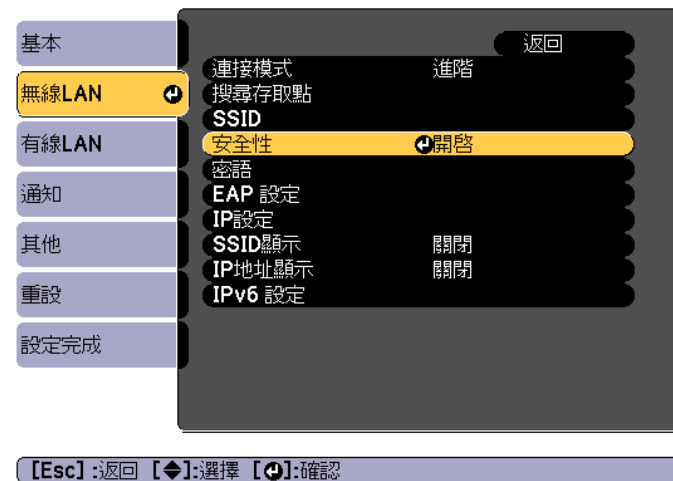 基本
無線LAN
有線LAN
通知
其他
重設
設定完成
返回
連接模式 進階
搜尋存取點
SSID
安全性 開啓
密語
EAP 設定
IP設定
SSID顯示 關閉
IP地址顯示 關閉
IPv6 設定
[Esc] :返回 [◆]:選擇 [↵]:確認